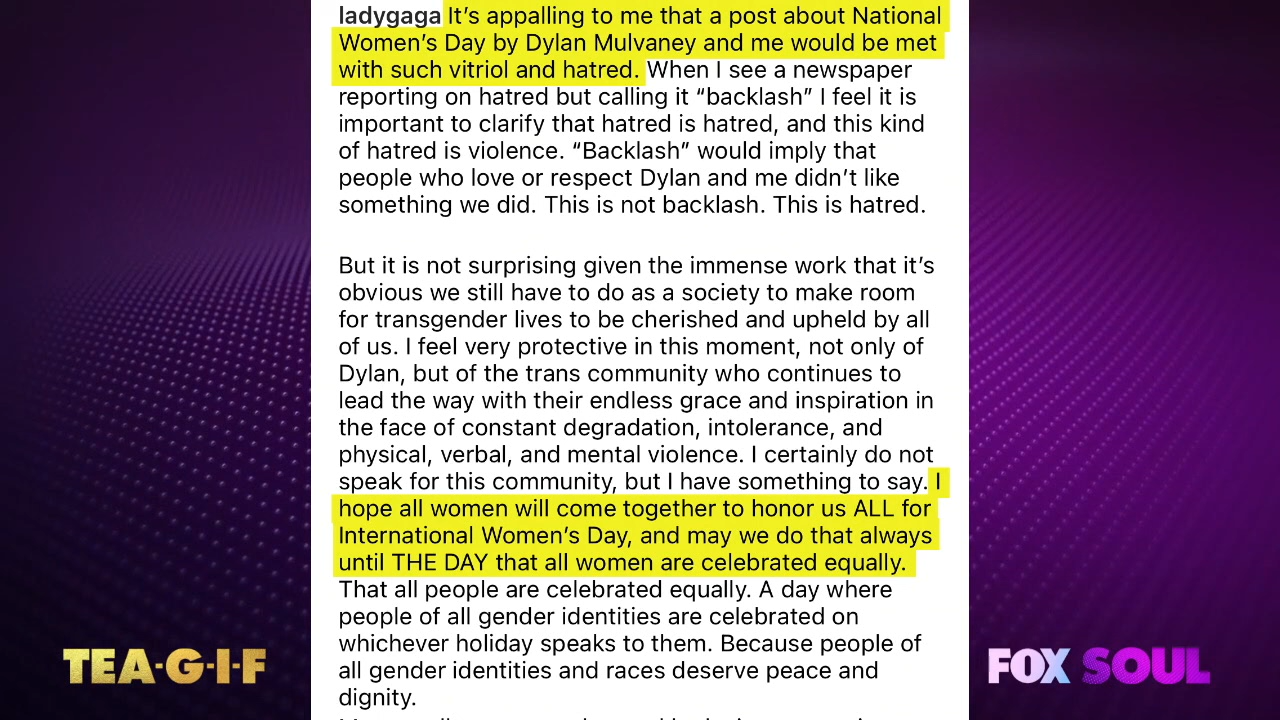 ladygaga It’s appalling to me that a post about National
Women’s Day by Dylan Mulvaney and me would be met
with such vitriol and hatred. When I see a newspaper
reporting on hatred but calling it “backlash” I feel it is
important to clarify that hatred is hatred, and this kind
of hatred is violence. “Backlash” would imply that
people who love or respect Dylan and me didn’t like
something we did. This is not backlash. This is hatred.
But it is not surprising given the immense work that it’s
obvious we still have to do as a society to make room
for transgender lives to be cherished and upheld by all
of us. I feel very protective in this moment, not only of
Dylan, but of the trans community who continues to
lead the way with their endless grace and inspiration in
the face of constant degradation, intolerance, and
physical, verbal, and mental violence. I certainly do not
speak for this community, but I have something to say. I
hope all women will come together to honor us ALL for
International Women’s Day, and may we do that always
until THE DAY that all women are celebrated equally.
That all people are celebrated equally. A day where
people of all gender identities are celebrated on
whichever holiday speaks to them. Because people of
all gender identities and races deserve peace and
dignity.
TEA-G-I-F
FOX SOUL